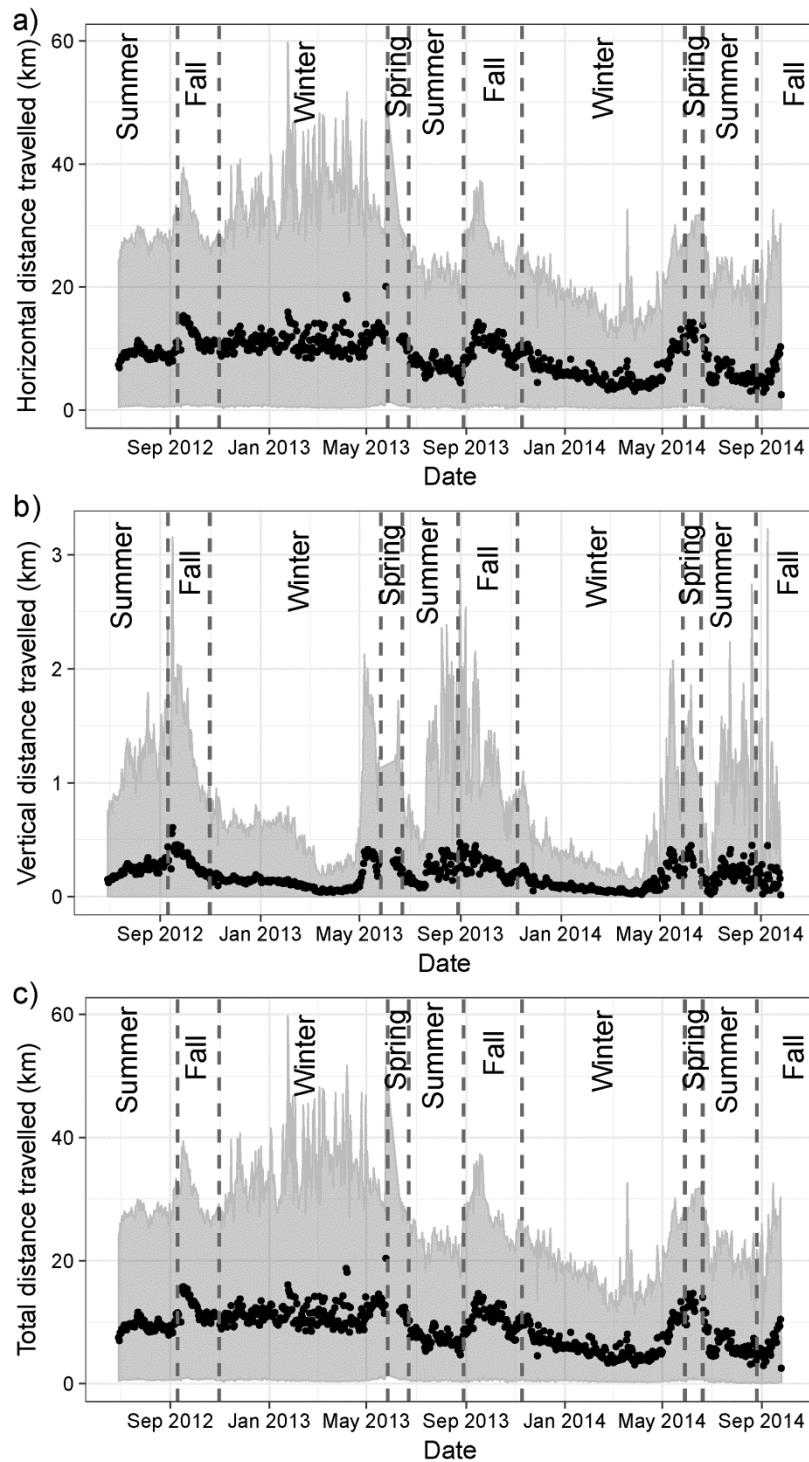 a)
Horizontal distance travelled (km)
60
40
20
0
Summer
Fall
Winter
Spring
Summer
Fall
Winter
Spring
Summer
Fall
Sep 2012 Jan 2013 May 2013 Sep 2013 Jan 2014 May 2014 Sep 2014
Date
b)
Vertical distance travelled (km)
3
2
1
0
Summer
Fall
Winter
Spring
Summer
Fall
Winter
Spring
Summer
Fall
Sep 2012 Jan 2013 May 2013 Sep 2013 Jan 2014 May 2014 Sep 2014
Date
c)
Total distance travelled (km)
60
40
20
0
Summer
Fall
Winter
Spring
Summer
Fall
Winter
Spring
Summer
Fall
Sep 2012 Jan 2013 May 2013 Sep 2013 Jan 2014 May 2014 Sep 2014
Date